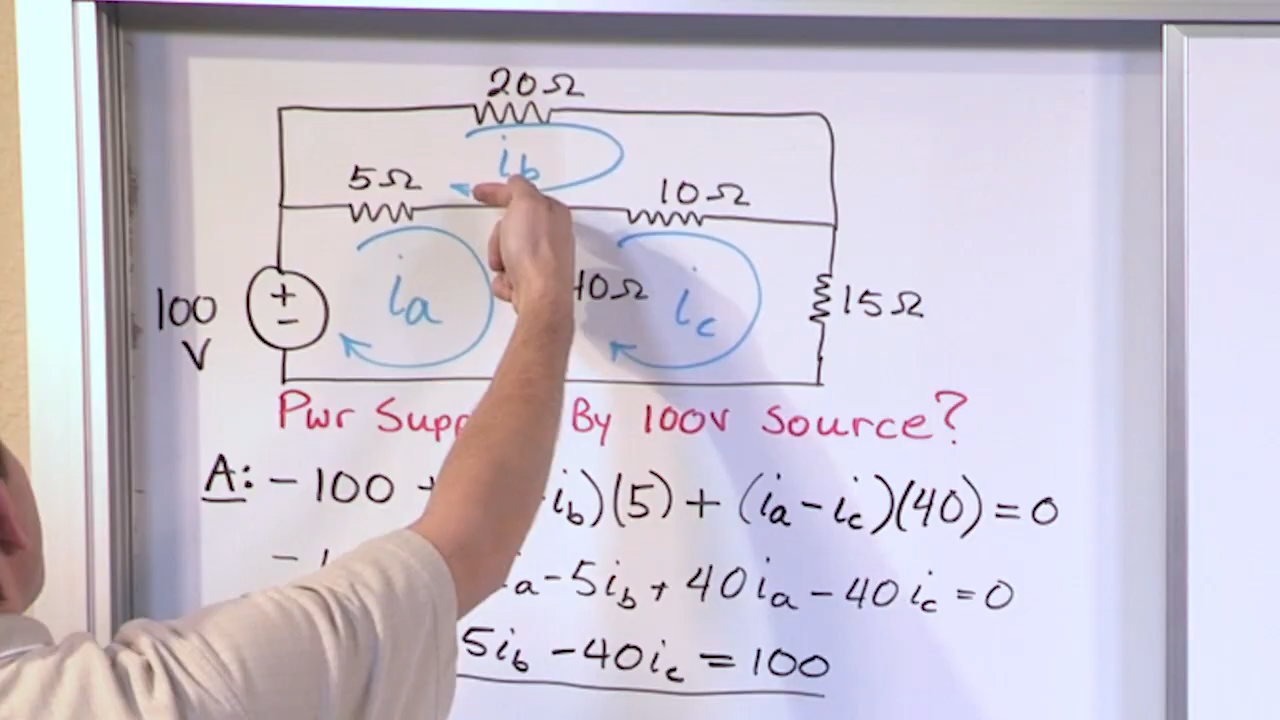 20Ω
ib
5Ω
10Ω
ia
40Ω
ic
15Ω
100
V
+
−
Pwr By 100V Source?
A: −100 + ib)(5) + (ia − ic)(40) = 0
− a − 5ib + 40ia − 40ic = 0
5ib − 40ic = 100